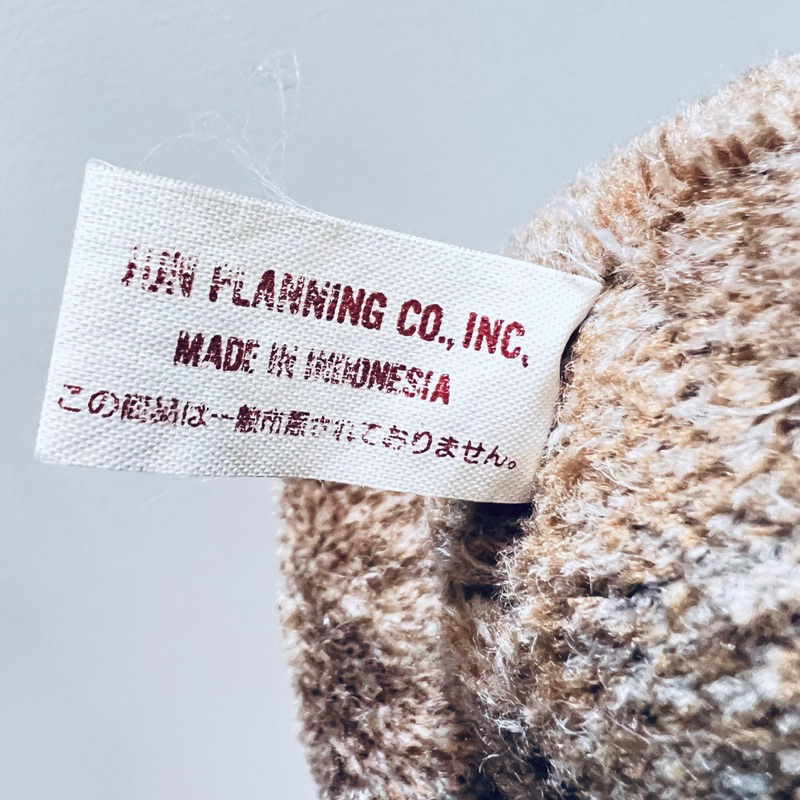 PLANNING CO., INC.
MADE IN INDONESIA
この商品は一般市販されておりません。